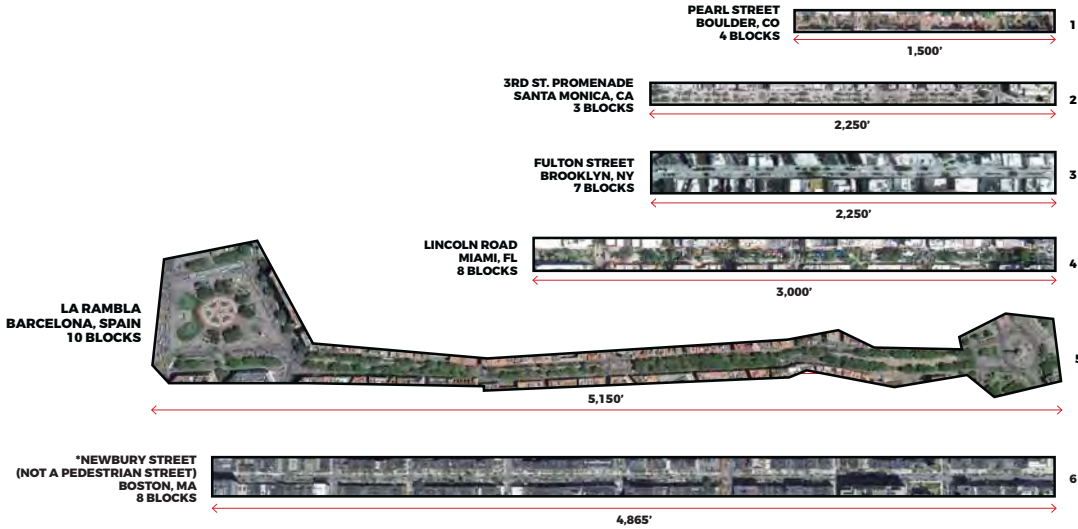 PEARL STREET
BOULDER, CO
4 BLOCKS
1
1,500'
3RD ST. PROMENADE
SANTA MONICA, CA
3 BLOCKS
2
2,250'
FULTON STREET
BROOKLYN, NY
7 BLOCKS
3
2,250'
LINCOLN ROAD
MIAMI, FL
8 BLOCKS
4
3,000'
LA RAMBLA
BARCELONA, SPAIN
10 BLOCKS
5
5,150'
*NEWBURY STREET
(NOT A PEDESTRIAN STREET)
BOSTON, MA
8 BLOCKS
6
4,865'